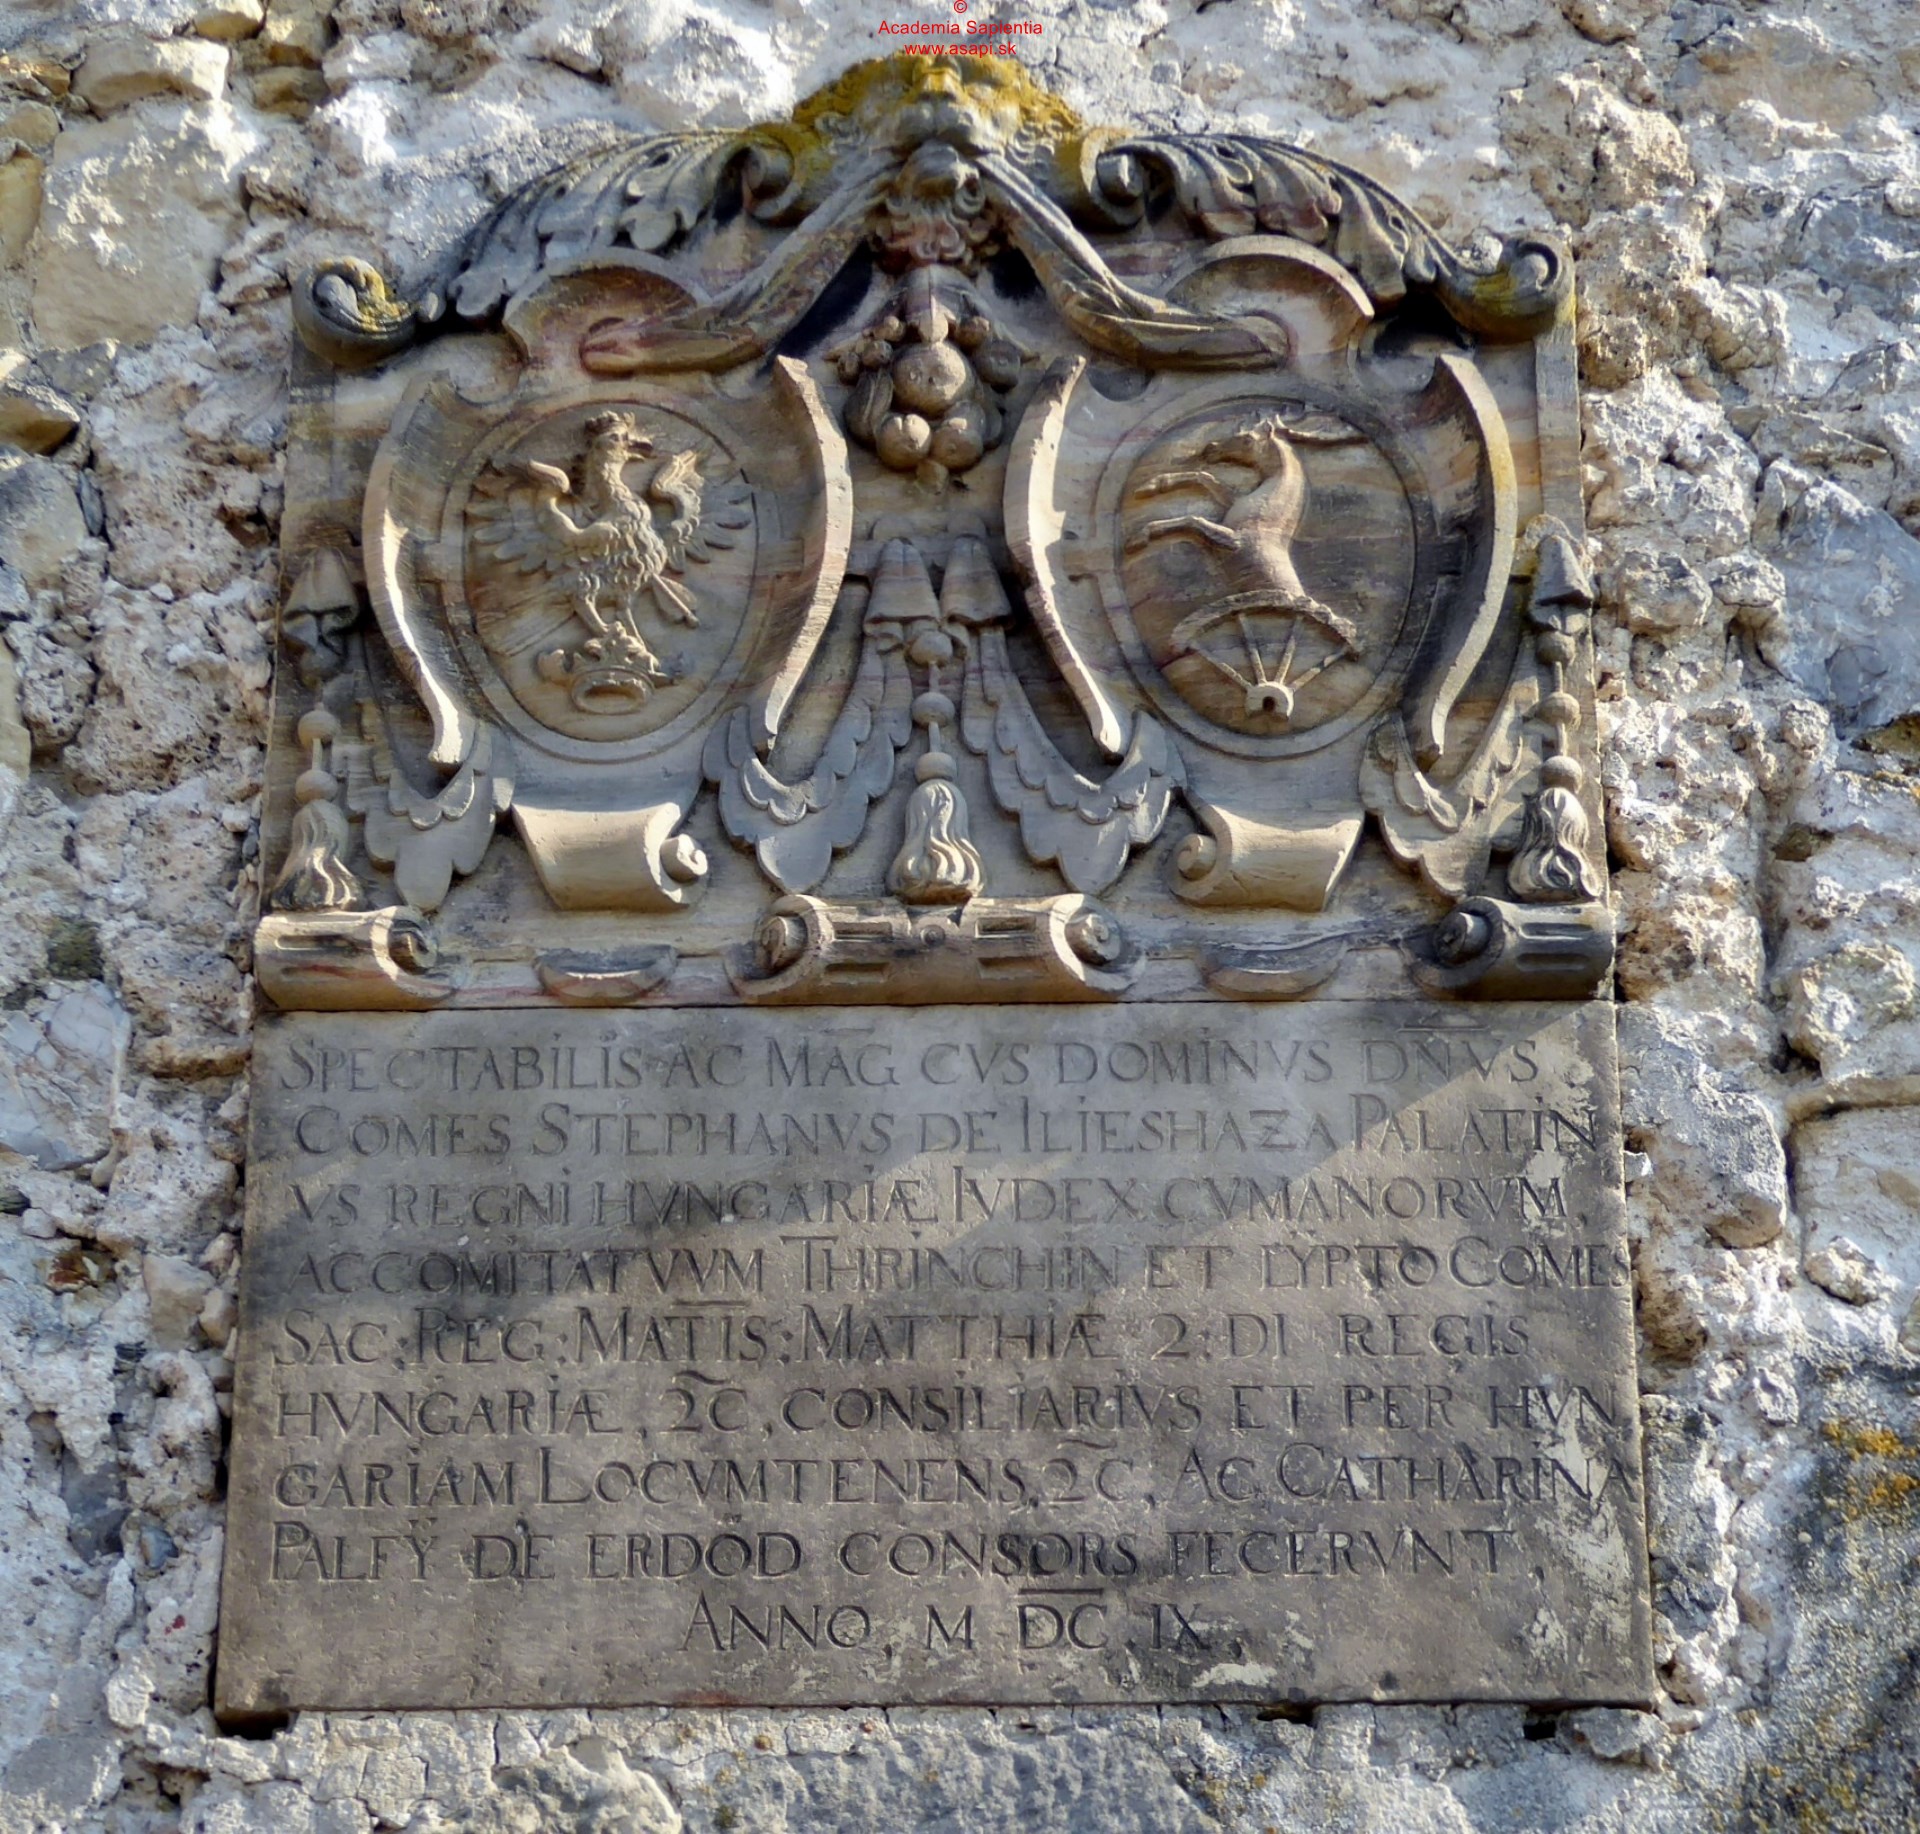 ©
Academia Sapientia
www.asapi.sk
SPECTABILIS AC MAG CVS DOMINVS DNVS
COMES STEPHANVS DE ILIESHAZA PALATIN
VS REGNI HVNGARIÆ IVDEX CVMANORVM,
AC COMITATVVM THRINCHIN ET LYPTO COMES
SAC: REG: MATIS: MATTHIÆ 2: DI REGIS
HVNGARIÆ, 2C, CONSILIARIVS ET PER HVN
GARIAM LOCVMTENENS, 2C, AC CATHARINA
PALFŸ DE ERDÖD CONSORS FECERVNT,
ANNO, M DC IX,